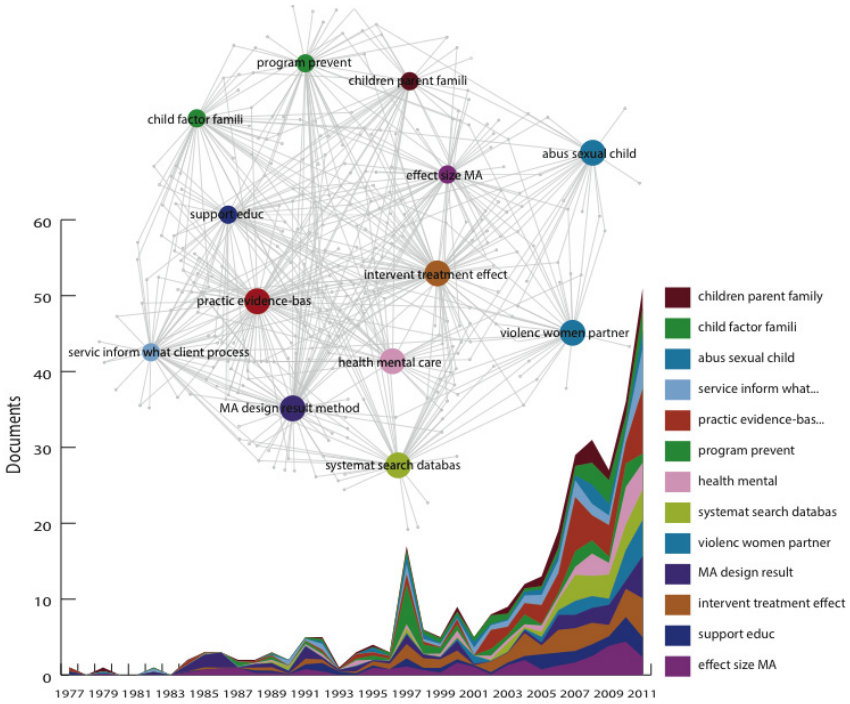 program prevent
children parent famili
child factor famili
abus sexual child
effect size MA
support educ
intervent treatment effect
practic evidence-bas
violenc women partner
servic inform what client process
health mental care
MA design result method
systemat search databas
Documents
60
50
40
30
20
10
0
1977 1979 1981 1983 1985 1987 1989 1991 1993 1995 1997 1999 2001 2003 2005 2007 2009 2011
children parent family
child factor famili
abus sexual child
service inform what...
practic evidence-bas...
program prevent
health mental
systemat search databas
violenc women partner
MA design result
intervent treatment effect
support educ
effect size MA